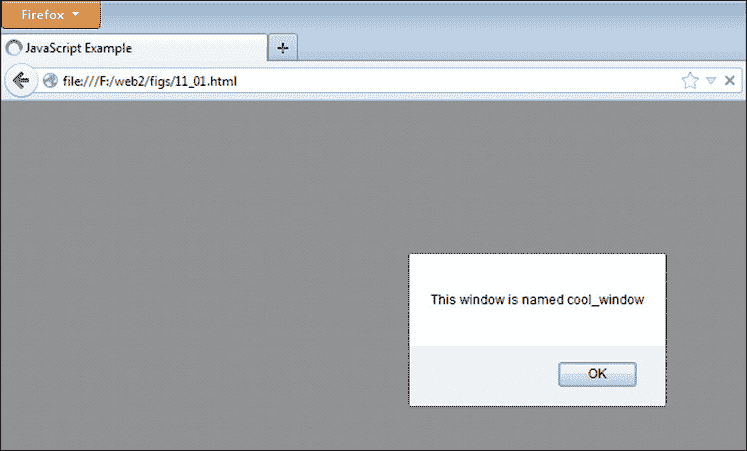 Firefox
JavaScript Example
file:///F:/web2/figs/11_01.html
This window is named cool_window
OK